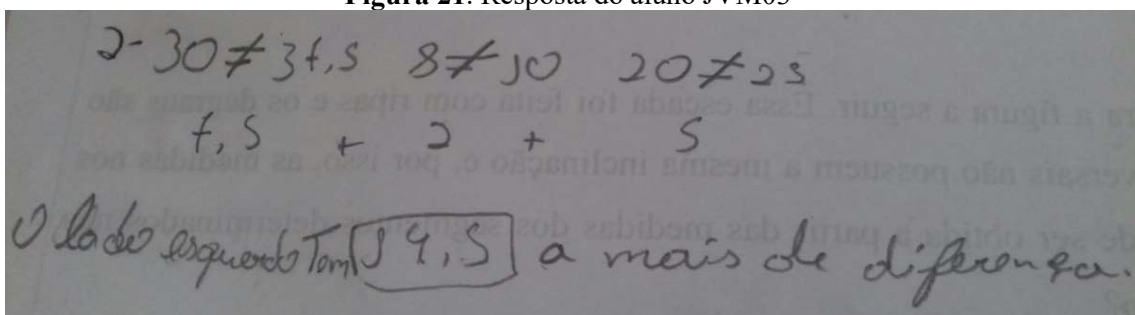 Figura 21. Resposta do aluno JVM03
2- 30≠37,5 8≠10 20≠25
7,5 + 2 + 5
O lado esquerdo Tem 14,5 a mais de diferença.